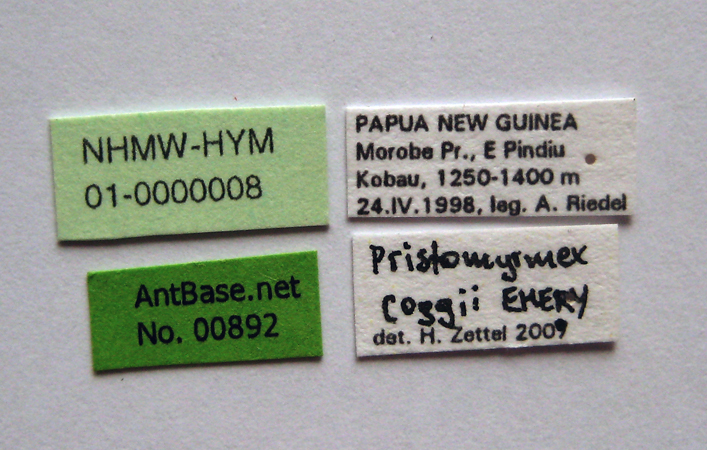 NHMW-HYM
01-0000008
PAPUA NEW GUINEA
Morobe Pr., E Pindiu
Kobau, 1250-1400 m
24.IV.1998, leg. A. Riedel
AntBase.net
No. 00892
Pristomyrmex
coggii EMERY
det. H. Zettel 2009